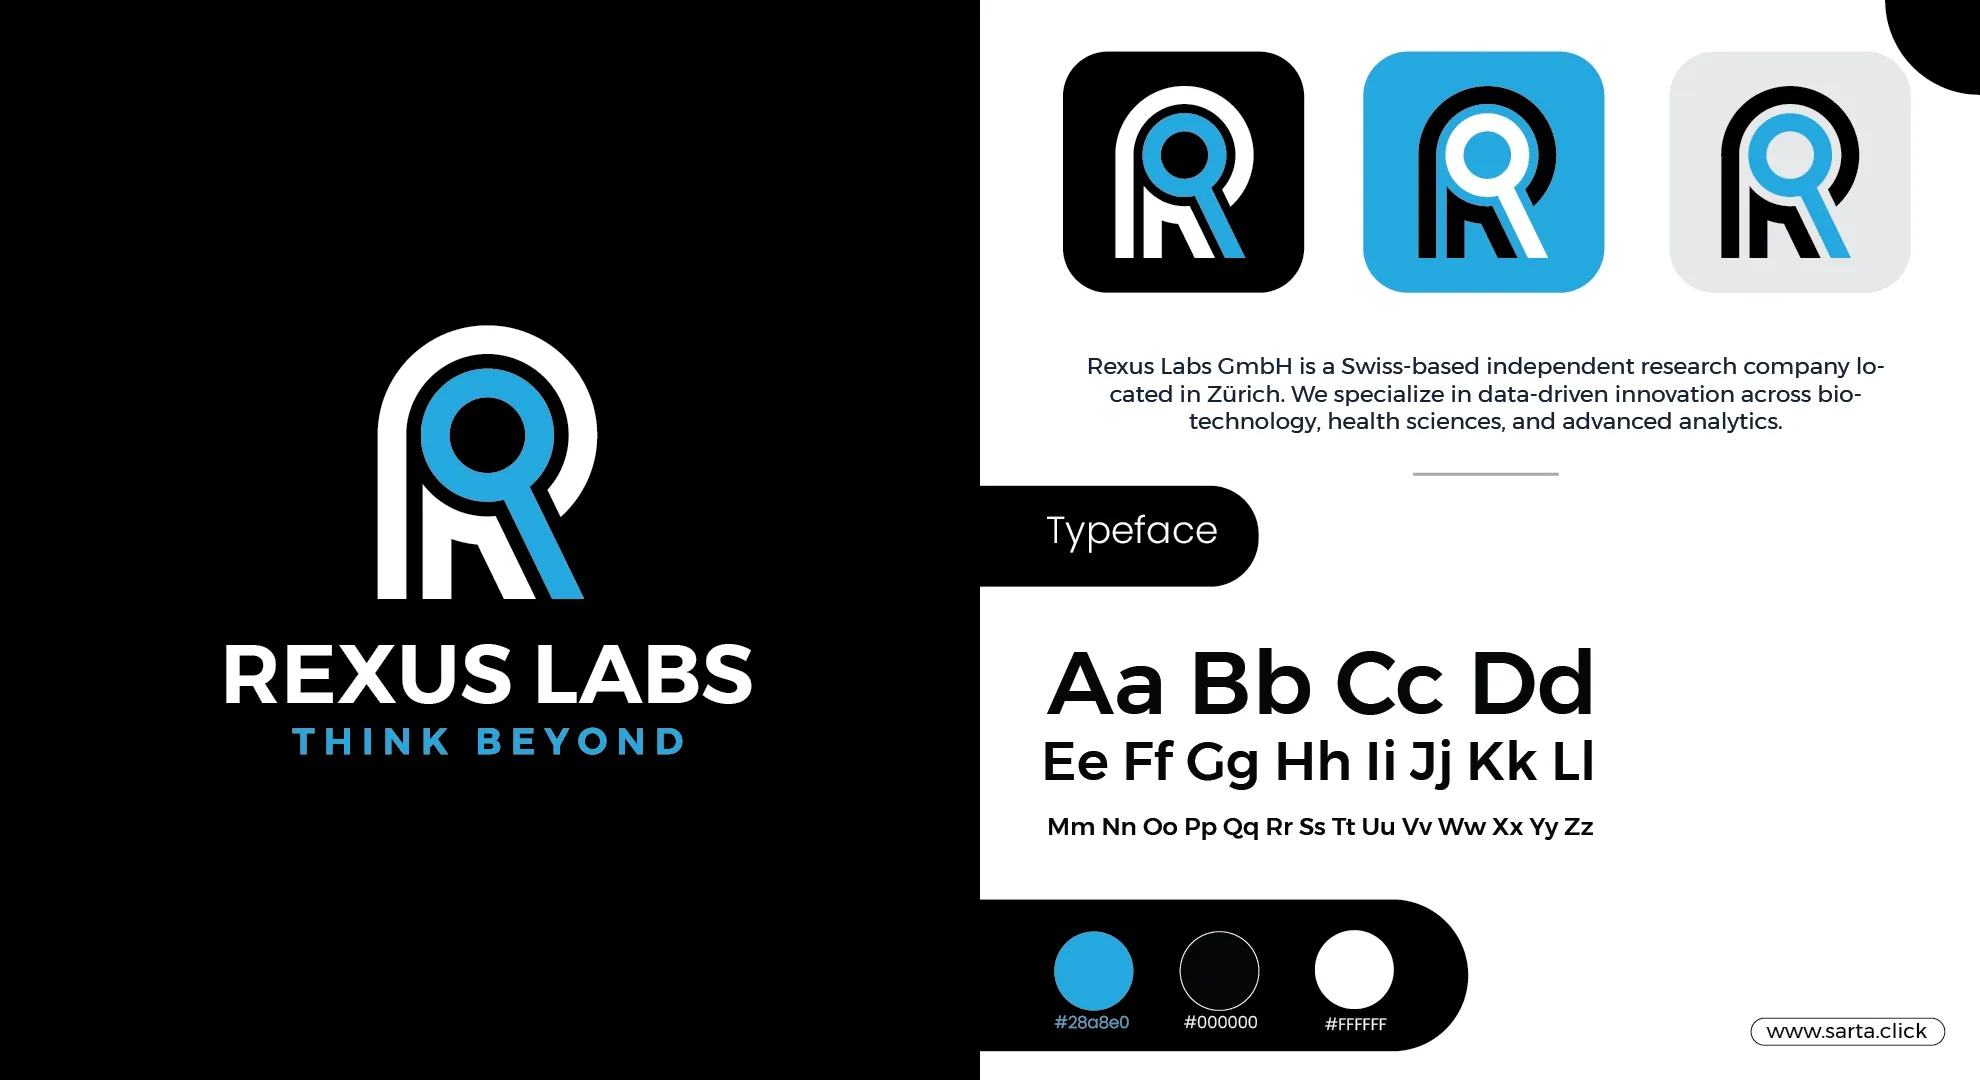 REXUS LABS
THINK BEYOND
Rexus Labs GmbH is a Swiss-based independent research company lo-
cated in Zürich. We specialize in data-driven innovation across bio-
technology, health sciences, and advanced analytics.
Typeface
Aa Bb Cc Dd
Ee Ff Gg Hh Ii Jj Kk Ll
Mm Nn Oo Pp Qq Rr Ss Tt Uu Vv Ww Xx Yy Zz
#28a8e0 #000000 #FFFFFF
www.sarta.click